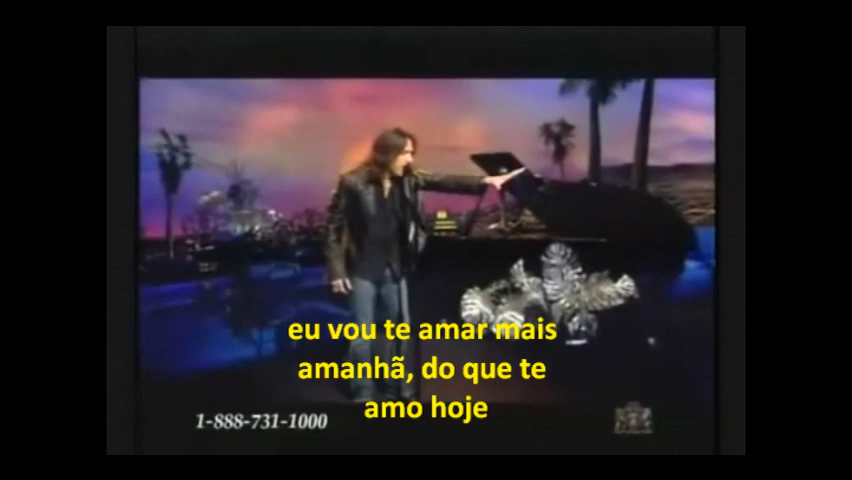 eu vou te amar mais
amanhã, do que te
amo hoje
1-888-731-1000